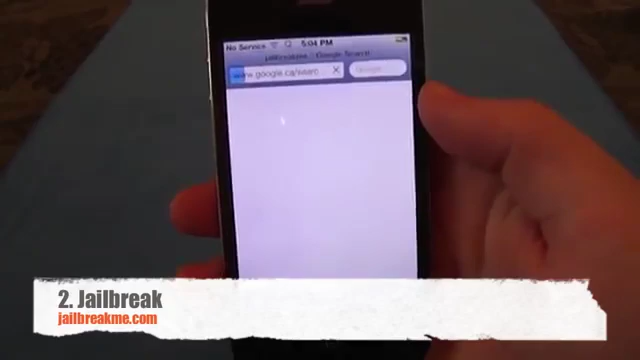 No Service 5:04 PM
jailbreakme - Google Search
www.google.ca/sear
Google
2. Jailbreak
jailbreakme.com